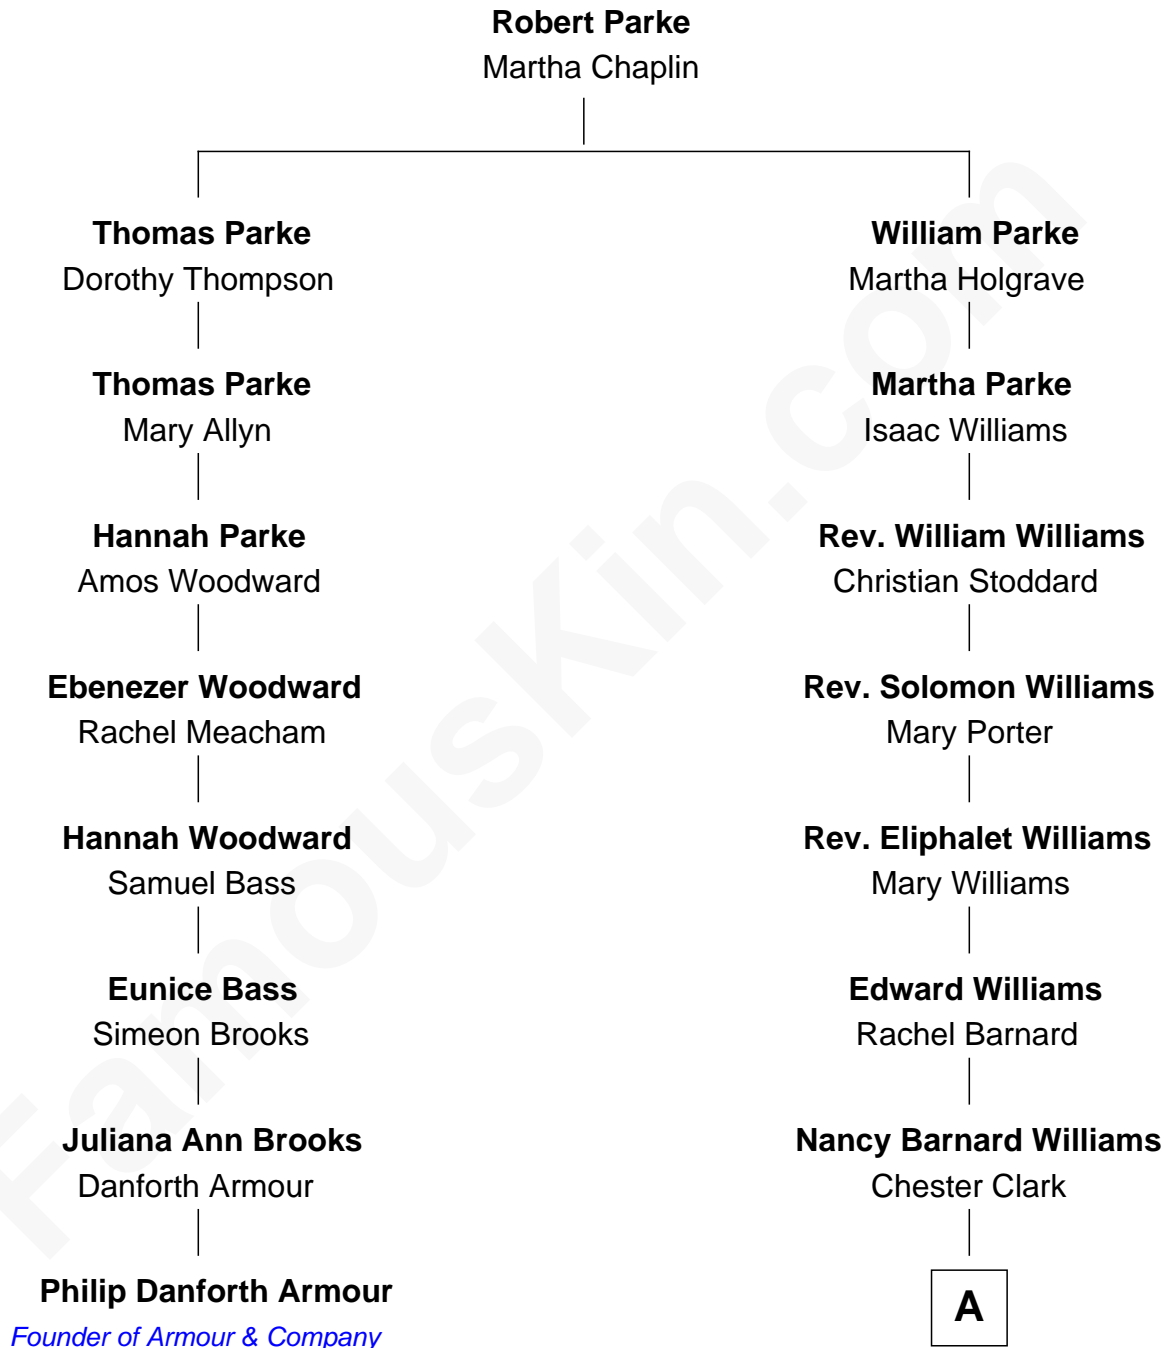 Robert Parke
Martha Chaplin
Thomas Parke
Dorothy Thompson
William Parke
Martha Holgrave
Thomas Parke
Mary Allyn
Martha Parke
Isaac Williams
Hannah Parke
Amos Woodward
Rev. William Williams
Christian Stoddard
Ebenezer Woodward
Rachel Meacham
Rev. Solomon Williams
Mary Porter
Hannah Woodward
Samuel Bass
Rev. Eliphalet Williams
Mary Williams
Eunice Bass
Simeon Brooks
Edward Williams
Rachel Barnard
Juliana Ann Brooks
Danforth Armour
Nancy Barnard Williams
Chester Clark
Philip Danforth Armour
Founder of Armour & Company
A
FamousKin.com